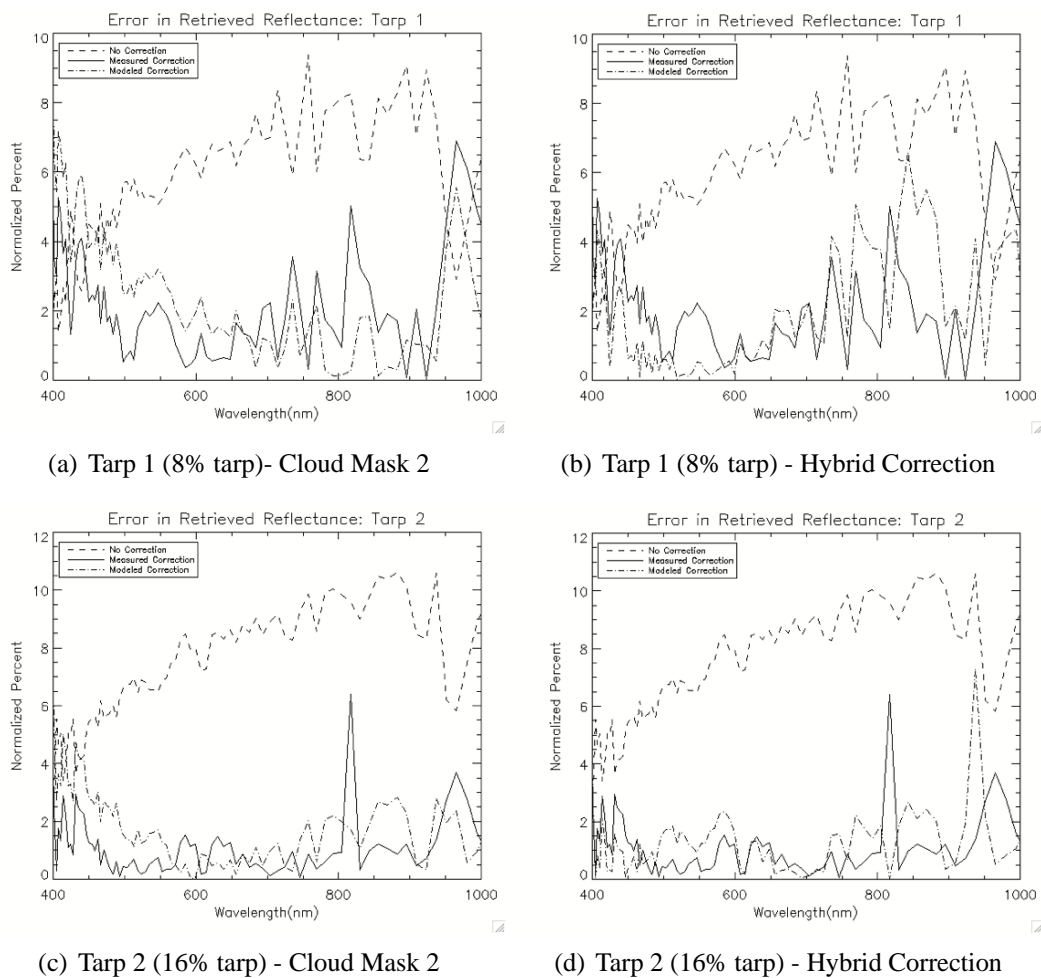 Error in Retrieved Reflectance: Tarp 1
10
8
6
4
2
0
Normalized Percent
No Correction
Measured Correction
Modeled Correction
400
600
800
1000
Wavelength(nm)
(a) Tarp 1 (8% tarp)- Cloud Mask 2
Error in Retrieved Reflectance: Tarp 1
10
8
6
4
2
0
Normalized Percent
No Correction
Measured Correction
Modeled Correction
400
600
800
1000
Wavelength(nm)
(b) Tarp 1 (8% tarp) - Hybrid Correction
Error in Retrieved Reflectance: Tarp 2
12
10
8
6
4
2
0
Normalized Percent
No Correction
Measured Correction
Modeled Correction
400
600
800
1000
Wavelength(nm)
(c) Tarp 2 (16% tarp) - Cloud Mask 2
Error in Retrieved Reflectance: Tarp 2
12
10
8
6
4
2
0
Normalized Percent
No Correction
Measured Correction
Modeled Correction
400
600
800
1000
Wavelength(nm)
(d) Tarp 2 (16% tarp) - Hybrid Correction